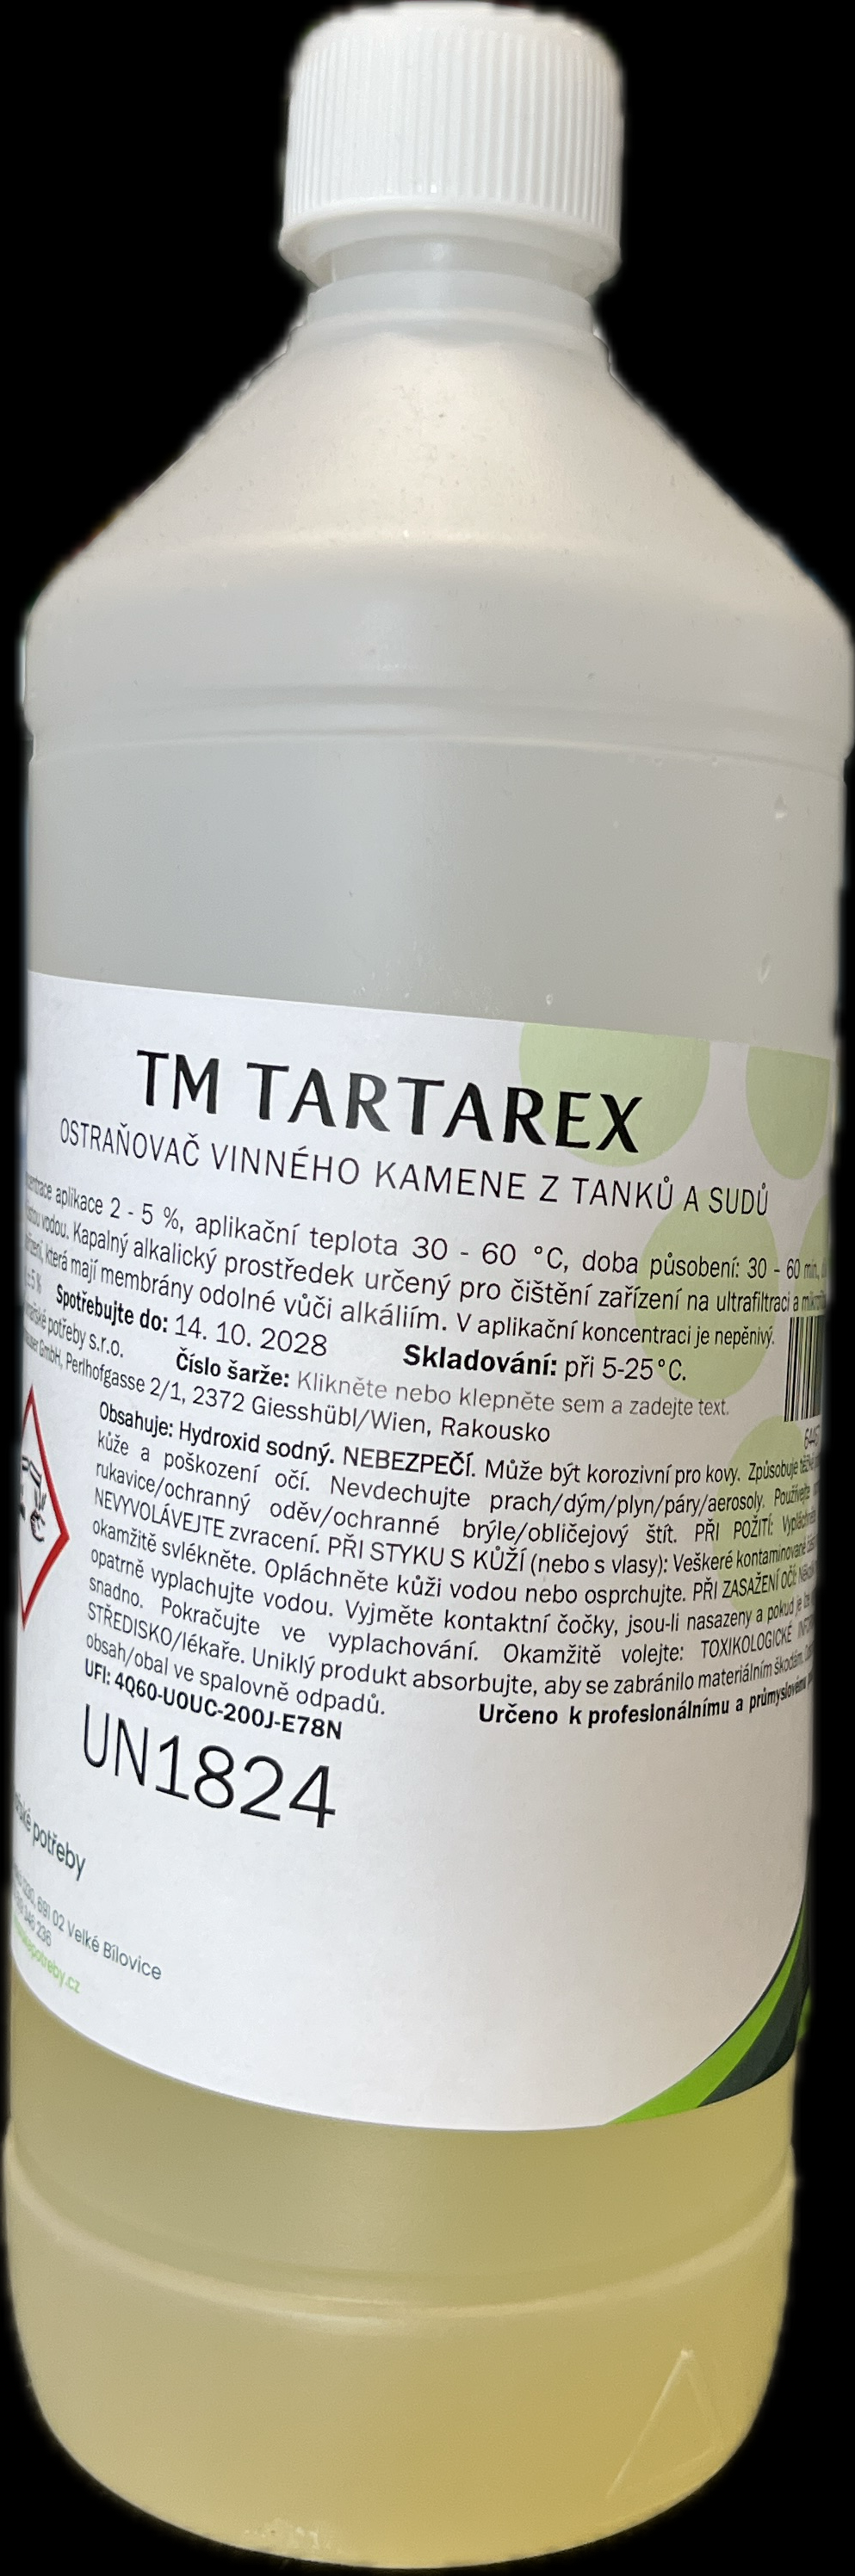 TM TARTAREX
OSTRAŇOVAČ VINNÉHO KAMENE Z TANKŮ A SUDŮ
aplikace 2 - 5 %, aplikační teplota 30 - 60 °C, doba působení: 30 - 60 min,
vodou. Kapalný alkalický prostředek určený pro čištění zařízení na ultrafiltraci a
která mají membrány odolné vůči alkáliím. V aplikační koncentraci je nepěnivý.
Spotřebujte do: 14. 10. 2028 Skladování: při 5-25°C.
potřeby s.r.o. Číslo šarže: Klikněte nebo klepněte sem a zadejte text.
GmbH, Perlhofgasse 2/1, 2372 Giesshübl/Wien, Rakousko
Obsahuje: Hydroxid sodný. NEBEZPEČÍ. Může být korozivní pro kovy. Způsobuje těžké
kůže a poškození očí. Nevdechujte prach/dým/plyn/páry/aerosoly. Používejte
rukavice/ochranný oděv/ochranné brýle/obličejový štít. PŘI POŽITÍ:
NEVYVOLÁVEJTE zvracení. PŘI STYKU S KŮŽÍ (nebo s vlasy): Veškeré kontaminované
okamžitě svlékněte. Opláchněte kůži vodou nebo osprchujte. PŘI ZASAŽENÍ OČÍ:
opatrně vyplachujte vodou. Vyjměte kontaktní čočky, jsou-li nasazeny a pokud je lze
snadno. Pokračujte ve vyplachování. Okamžitě volejte: TOXIKOLOGICKÉ
STŘEDISKO/lékaře. Uniklý produkt absorbujte, aby se zabránilo materiálním škodám.
obsah/obal ve spalovně odpadů. Určeno k profesionálnímu a průmyslovému
UFI: 4Q60-U0UC-200J-E78N
UN1824
potřeby
691 02 Velké Bílovice
236
potreby.cz